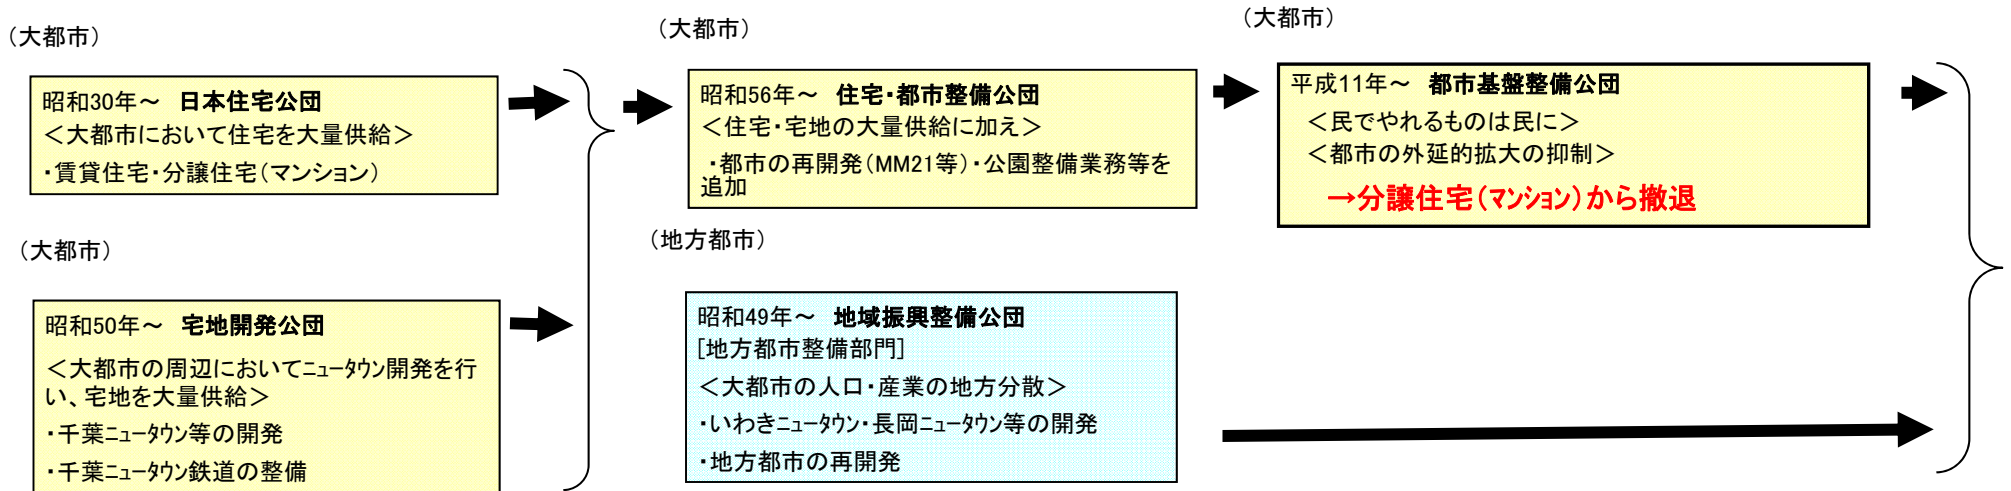 （大都市）
昭和30年～ 日本住宅公団
＜大都市において住宅を大量供給＞
・賃貸住宅・分譲住宅（マンション）
（大都市）
昭和50年～ 宅地開発公団
＜大都市の周辺においてﾆｭｰﾀｳﾝ開発を行
い、宅地を大量供給＞
・千葉ﾆｭｰﾀｳﾝ等の開発
・千葉ﾆｭｰﾀｳﾝ鉄道の整備
（大都市）
昭和56年～ 住宅・都市整備公団
＜住宅・宅地の大量供給に加え＞
・都市の再開発（MM21等）・公園整備業務等を
追加
（地方都市）
昭和49年～ 地域振興整備公団
[地方都市整備部門]
＜大都市の人口・産業の地方分散＞
・いわきﾆｭｰﾀｳﾝ・長岡ﾆｭｰﾀｳﾝ等の開発
・地方都市の再開発
（大都市）
平成11年～ 都市基盤整備公団
＜民でやれるものは民に＞
＜都市の外延的拡大の抑制＞
→分譲住宅（ﾏﾝｼｮﾝ）から撤退